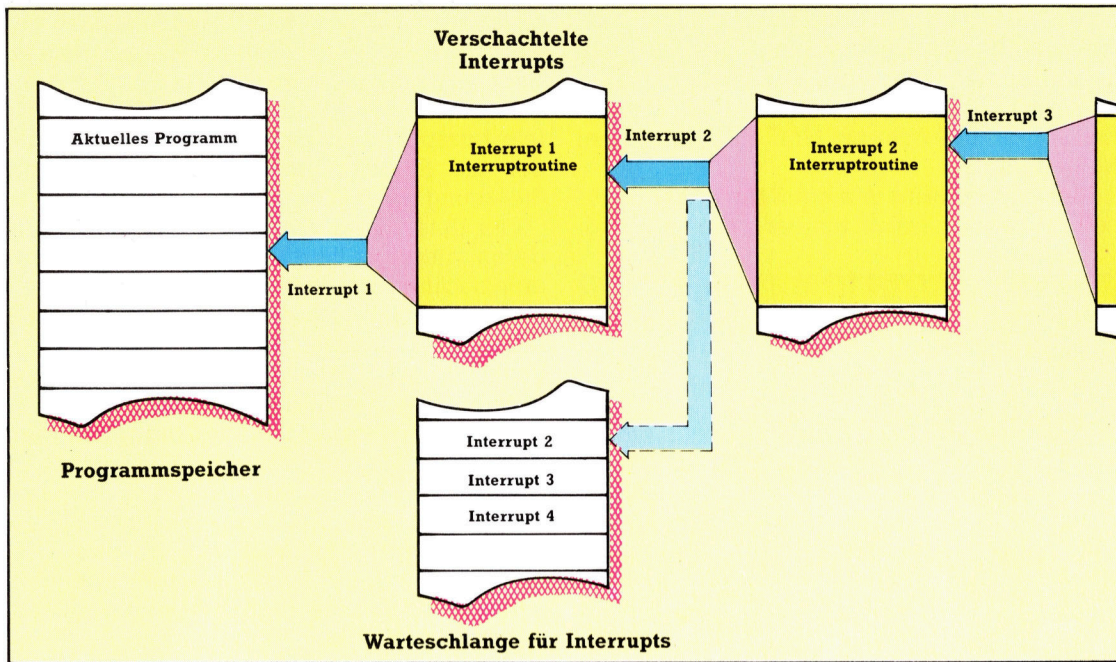 Verschachtelte
Interrupts
Aktuelles Programm
Interrupt 1
Interruptroutine
Interrupt 2
Interrupt 2
Interruptroutine
Interrupt 3
Interrupt 1
Programmspeicher
Interrupt 2
Interrupt 3
Interrupt 4
Warteschlange für Interrupts